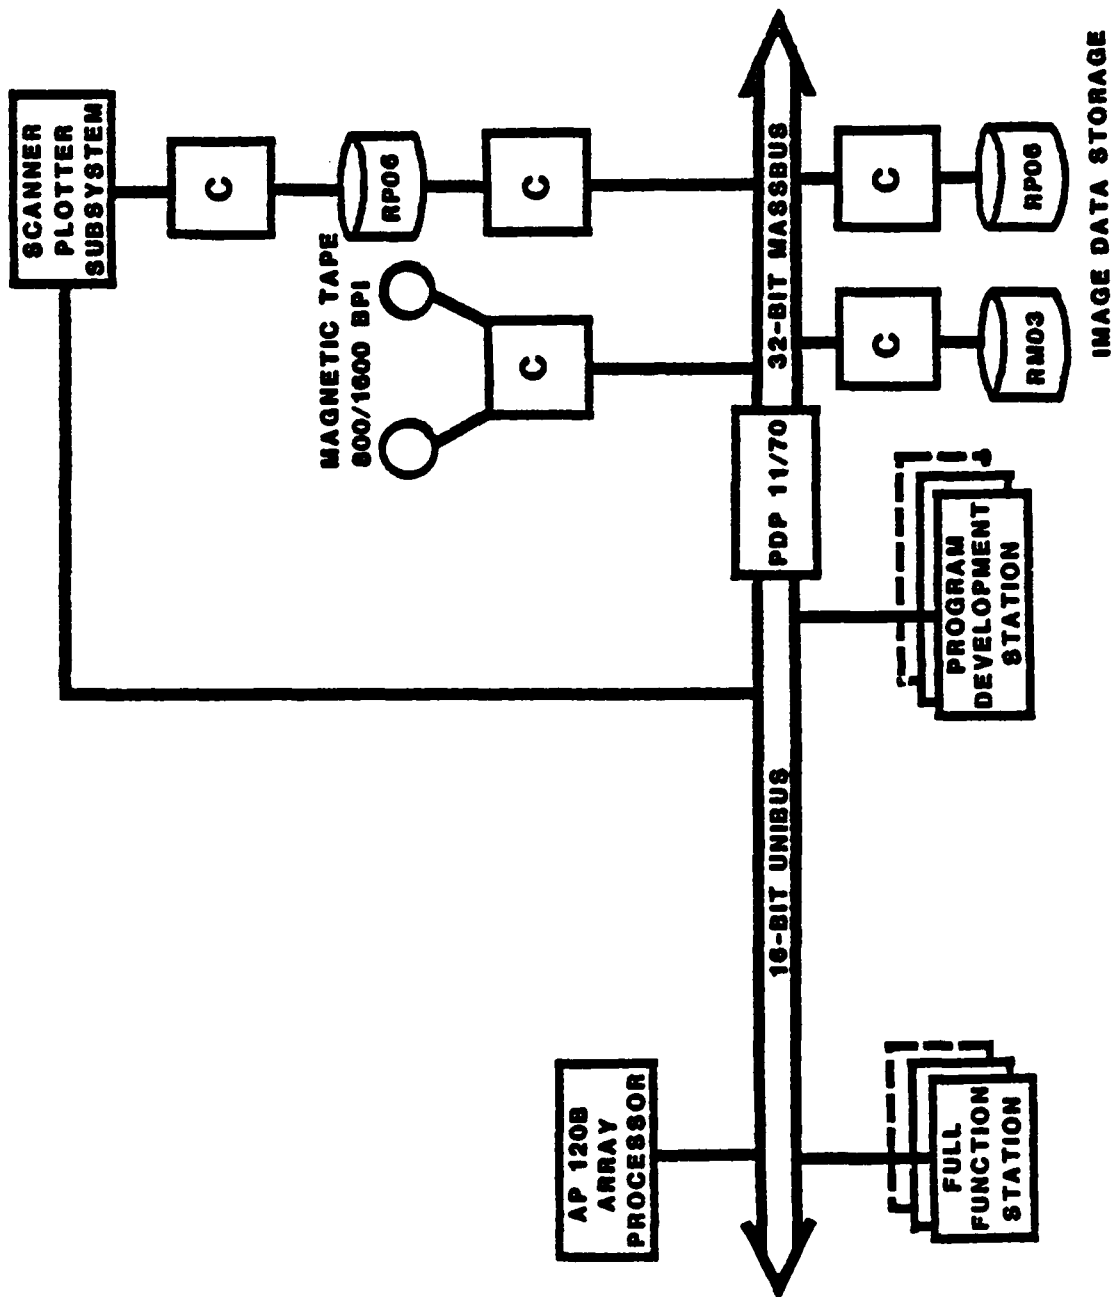 SCANNER
PLOTTER
SUBSYSTEM
C
MAGNETIC TAPE
800/1600 BPI
RP06
C
C
AP 120B
ARRAY
PROCESSOR
16-BIT UNIBUS
PDP 11/70
32-BIT MASSBUS
C
C
FULL
FUNCTION
STATION
PROGRAM
DEVELOPMENT
STATION
RM03
RP06
IMAGE DATA STORAGE